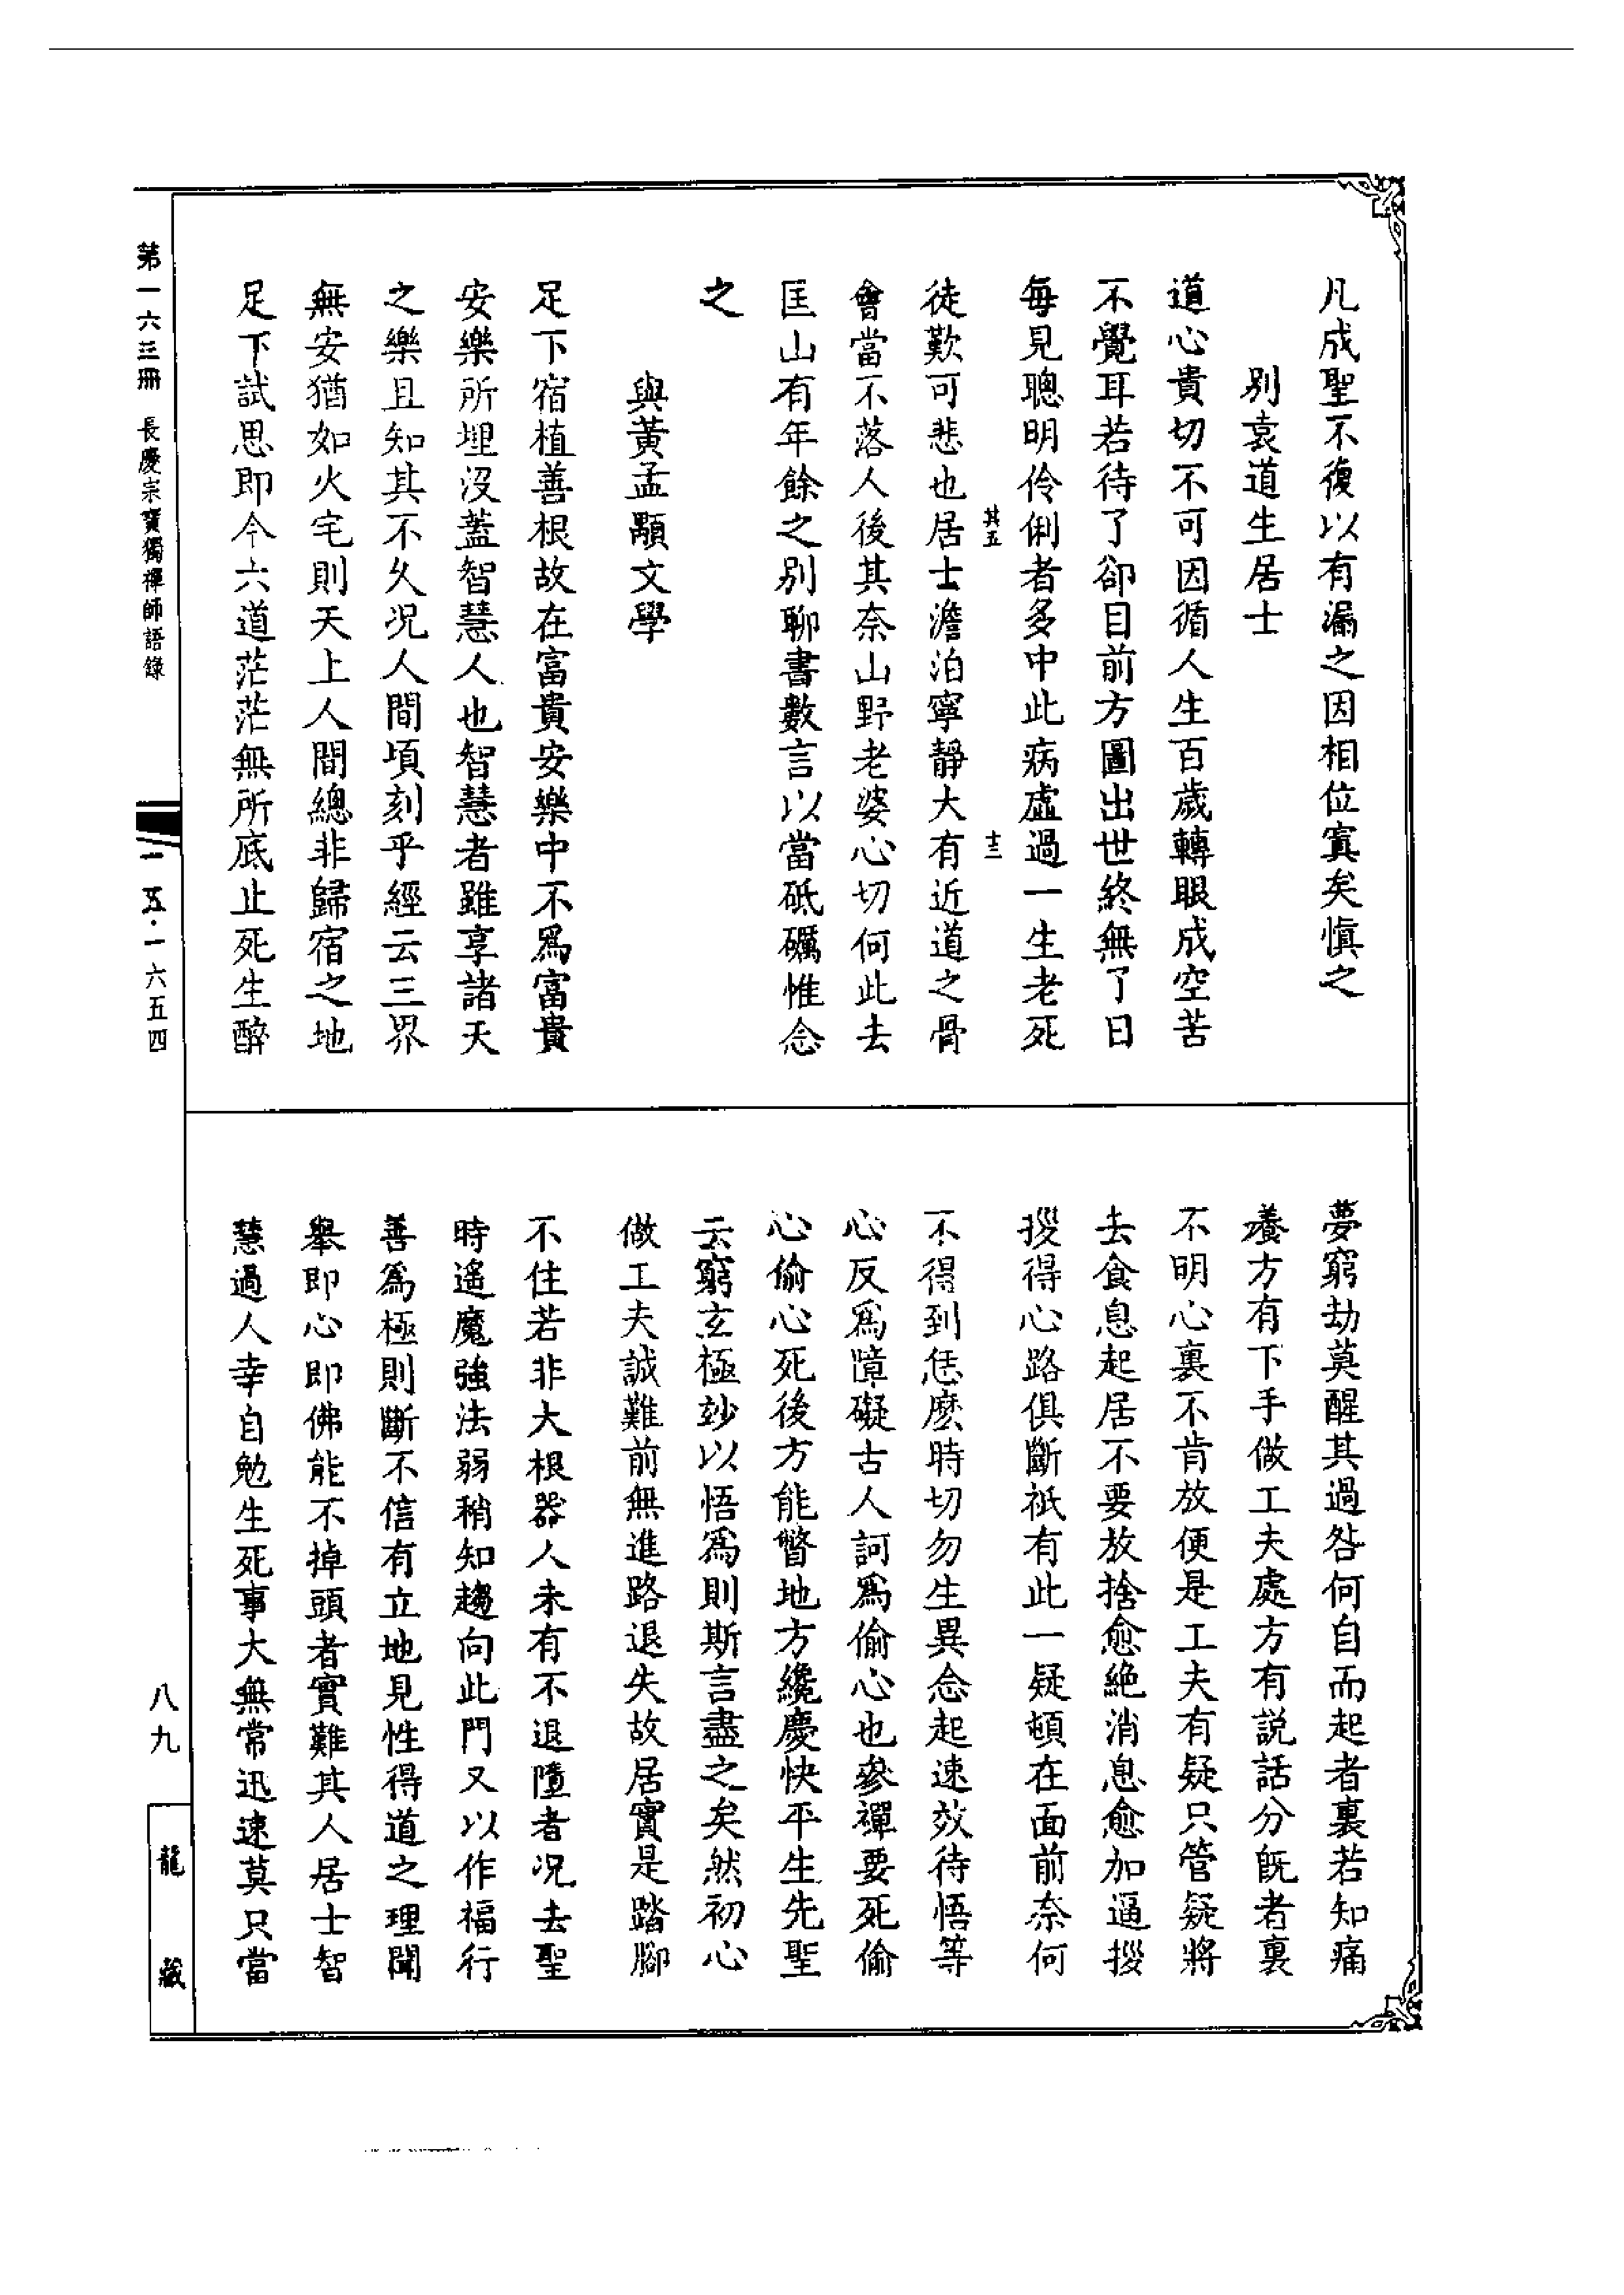 凡成聖不復以有漏之因相位寘矣慎之
別袁道生居士
道心貴切不可因循人生百歲轉眼成空苦
不覺耳若待了卻目前方圖出世終無了日
每見聰明伶俐者多中此病虛過一生老死
其五
十三
徒歎可悲也居士澹泊寧靜大有近道之骨
會當不落人後其奈山野老婆心切何此去
匡山有年餘之別聊書數言以當砥礪惟念
之
與黃孟顒文學
足下宿植善根故在富貴安樂中不為富貴
安樂所埋沒蓋智慧人也智慧者雖享諸天
之樂且知其不久況人間頃刻乎經云三界
無安猶如火宅則天上人間總非歸宿之地
足下試思即今六道茫茫無所底止死生醉
夢窮劫莫醒其過咎何自而起者裏若知痛
養方有下手做工夫處方有説話分旣者裏
不明心裏不肯放便是工夫有疑只管疑將
去食息起居不要放捨愈絕消息愈加逼拶
拶得心路俱斷祇有此一疑頓在面前奈何
不得到恁麽時切勿生異念起速效待悟等
心反為障礙古人訶為偷心也參禪要死偷
心偷心死後方能瞥地方纔慶快平生先聖
云窮玄極玅以悟為則斯言盡之矣然初心
做工夫誠難前無進路退失故居實是踏腳
不住若非大根器人未有不退墮者况去聖
時遙魔強法弱稍知趨向此門又以作福行
善為極則斷不信有立地見性得道之理聞
舉即心即佛能不掉頭者實難其人居士智
慧過人幸自勉生死事大無常迅速莫只當
第一六三冊 長慶宗寶獨禪師語錄
一五·一六五四
八九
龍藏